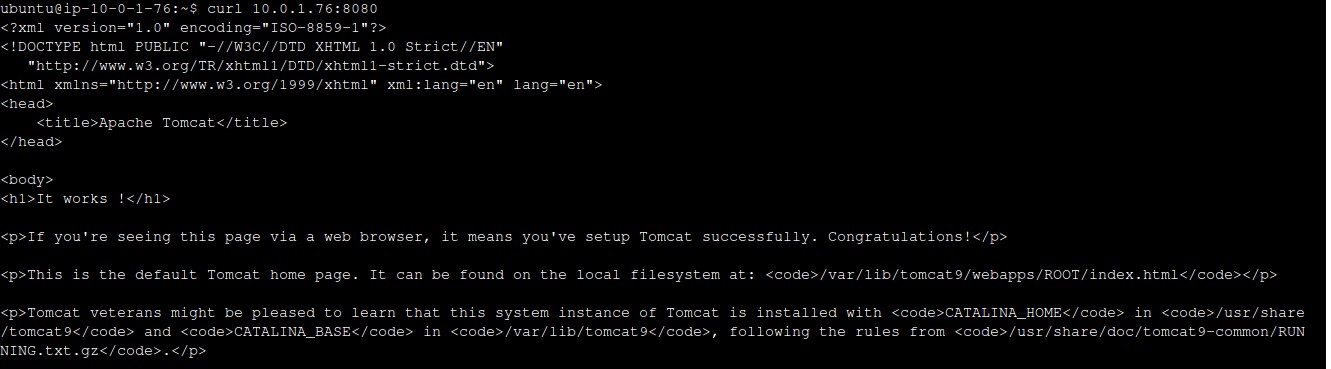 ubuntu@ip-10-0-1-76:~$ curl 10.0.1.76:8080
<?xml version="1.0" encoding="ISO-8859-1"?>
<!DOCTYPE html PUBLIC "-//W3C//DTD XHTML 1.0 Strict//EN"
   "http://www.w3.org/TR/xhtml1/DTD/xhtml1-strict.dtd">
<html xmlns="http://www.w3.org/1999/xhtml" xml:lang="en" lang="en">
<head>
    <title>Apache Tomcat</title>
</head>
<body>
<h1>It works !</h1>
<p>If you're seeing this page via a web browser, it means you've setup Tomcat successfully. Congratulations!</p>
<p>This is the default Tomcat home page. It can be found on the local filesystem at: <code>/var/lib/tomcat9/webapps/ROOT/index.html</code></p>
<p>Tomcat veterans might be pleased to learn that this system instance of Tomcat is installed with <code>CATALINA_HOME</code> in <code>/usr/share
/tomcat9</code> and <code>CATALINA_BASE</code> in <code>/var/lib/tomcat9</code>, following the rules from <code>/usr/share/doc/tomcat9-common/RUN
NING.txt.gz</code>.</p>